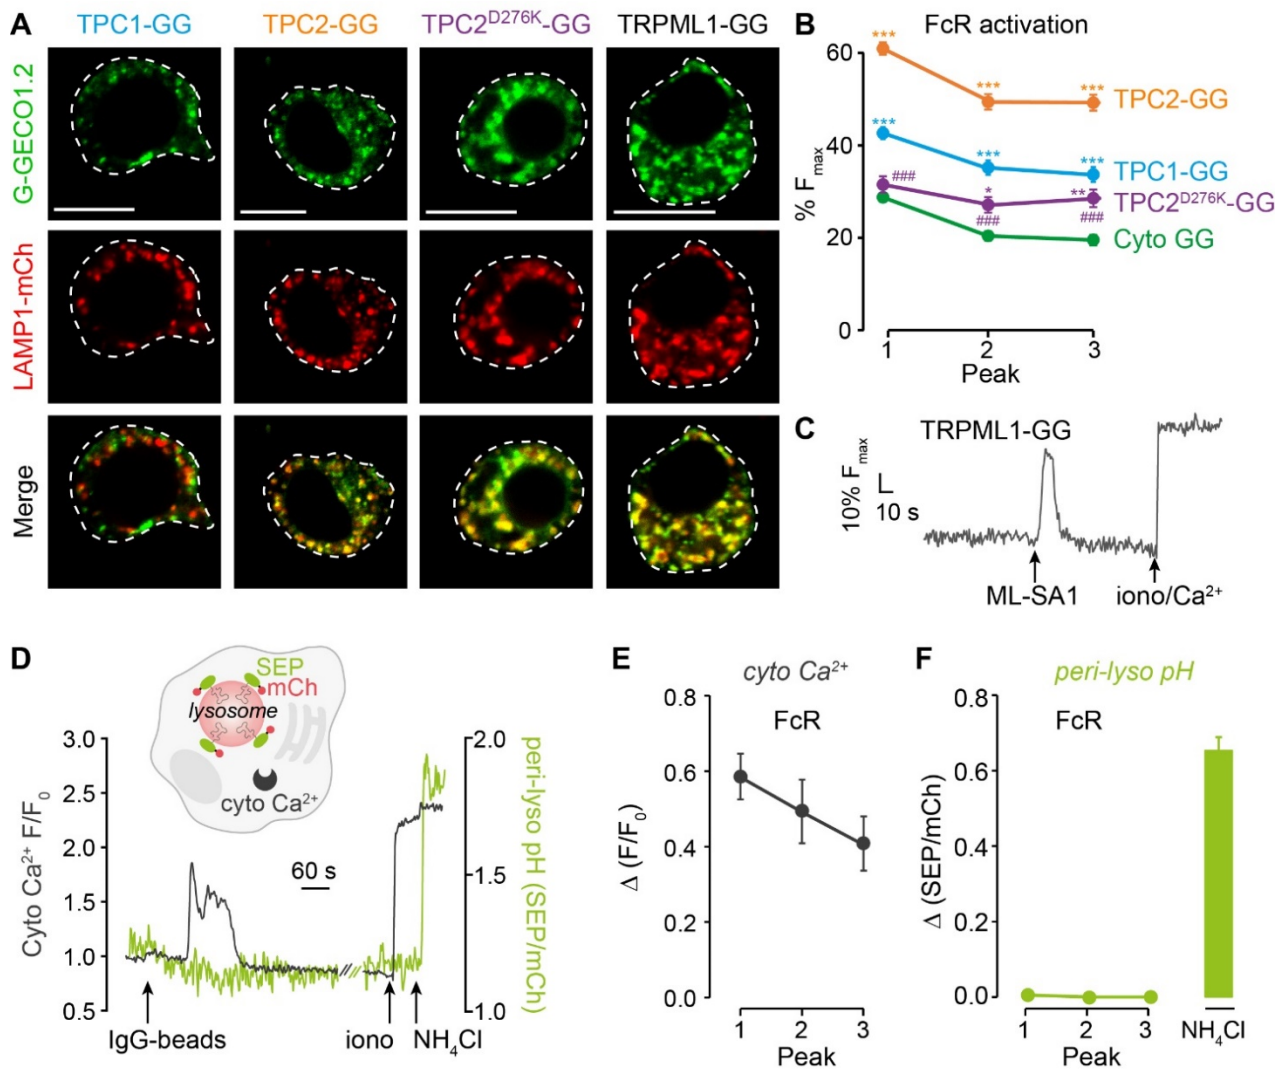 A
TPC1-GG
TPC2-GG
TPC2D276K-GG
TRPML1-GG
G-GECO1.2
LAMP1-mCh
Merge
B
FcR activation
% Fmax
60
40
20
0
***
***
***
TPC2-GG
***
***
***
TPC1-GG
###
*
###
**
###
TPC2D276K-GG
Cyto GG
1
2
3
Peak
C
TRPML1-GG
10% Fmax
10 s
ML-SA1
iono/Ca2+
D
SEP
mCh
lysosome
cyto Ca2+
Cyto Ca2+ F/F0
3.0
2.5
2.0
1.5
1.0
0.5
60 s
2.0
1.5
1.0
peri-lyso pH (SEP/mCh)
IgG-beads
iono
NH4Cl
E
cyto Ca2+
FcR
Δ (F/F0)
0.8
0.6
0.4
0.2
0.0
1
2
3
Peak
F
peri-lyso pH
FcR
Δ (SEP/mCh)
0.8
0.6
0.4
0.2
0.0
1
2
3
Peak
NH4Cl